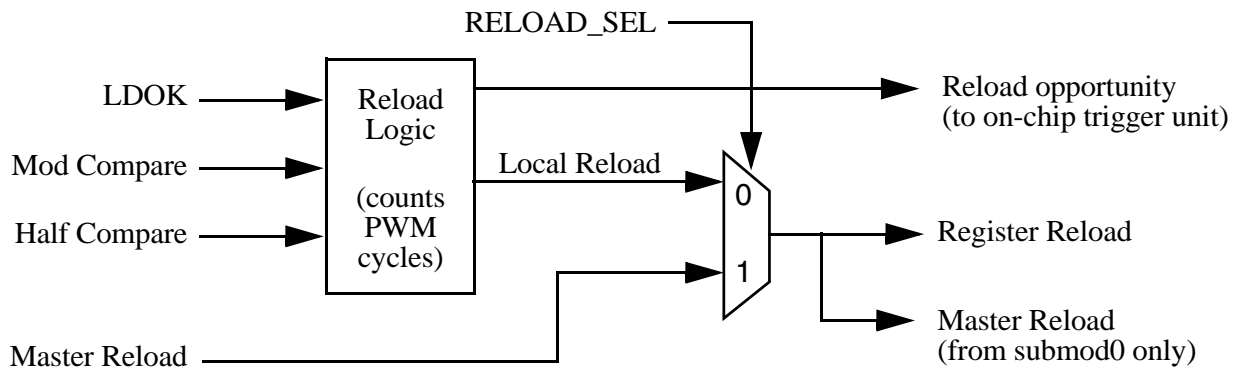 RELOAD_SEL
LDOK
Mod Compare
Half Compare
Master Reload
Reload
Logic
(counts
PWM
cycles)
Local Reload
0
1
Reload opportunity
(to on-chip trigger unit)
Register Reload
Master Reload
(from submod0 only)